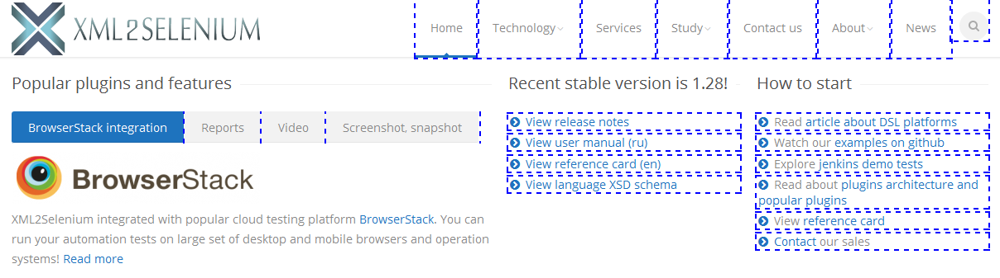 XML2SELENIUM
Home Technology Services Study Contact us About News
Popular plugins and features
BrowserStack integration Reports Video Screenshot, snapshot
BrowserStack
XML2Selenium integrated with popular cloud testing platform BrowserStack. You can
run your automation tests on large set of desktop and mobile browsers and operation
systems! Read more
Recent stable version is 1.28!
View release notes
View user manual (ru)
View reference card (en)
View language XSD schema
How to start
Read article about DSL platforms
Watch our examples on github
Explore jenkins demo tests
Read about plugins architecture and
popular plugins
View reference card
Contact our sales